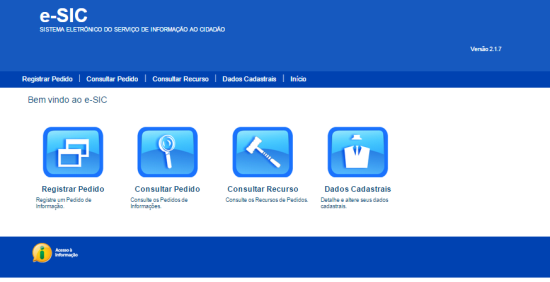 e-SIC
SISTEMA ELETRÔNICO DO SERVIÇO DE INFORMAÇÃO AO CIDADÃO
Versão 2.1.7
Registrar Pedido | Consultar Pedido | Consultar Recurso | Dados Cadastrais | Início
Bem vindo ao e-SIC
Registrar Pedido
Registre um Pedido de
Informação.
Consultar Pedido
Consulte os Pedidos de
Informações.
Consultar Recurso
Consulte os Recursos de Pedidos.
Dados Cadastrais
Detalhe e altere seus dados
cadastrais.
Acesso à
Informação